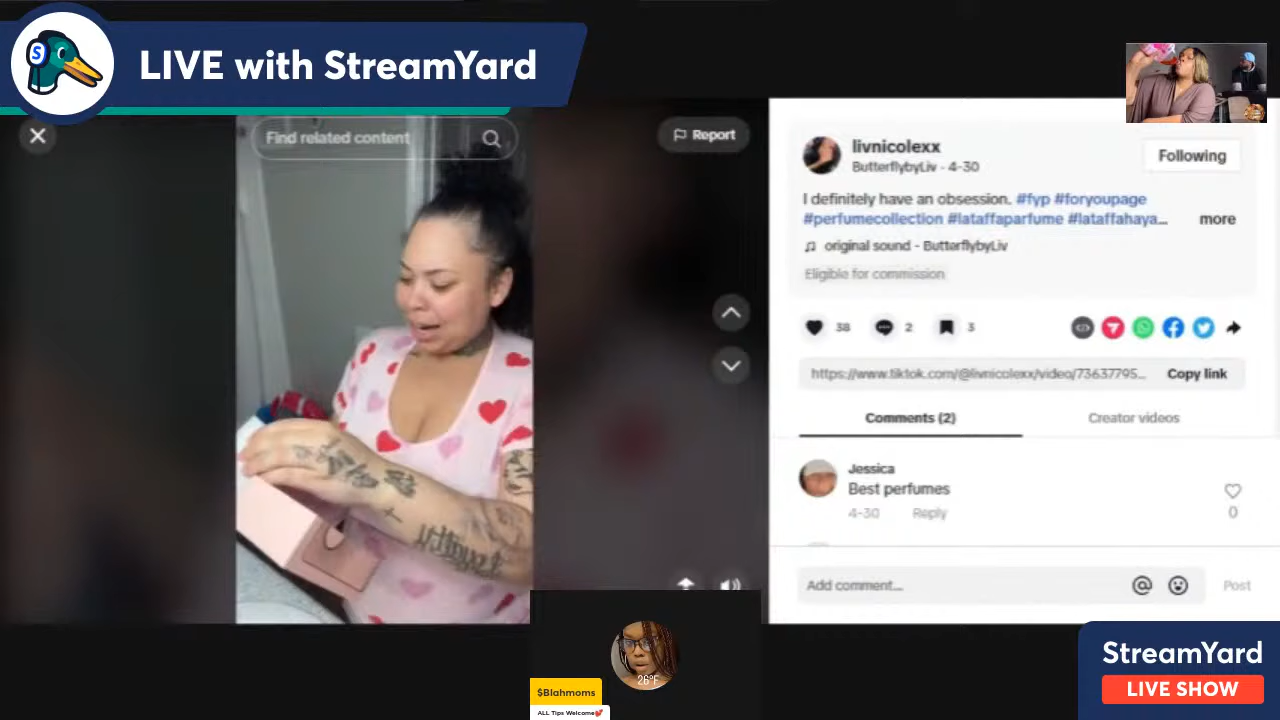 LIVE with StreamYard
Find related content
Report
livnicolexx
ButterflybyLiv - 4-30
Following
I definitely have an obsession. #fyp #foryoupage
#perfumecollection #lataffaparfume #lataffahaya...
more
original sound - ButterflybyLiv
Eligible for commission
38
2
3
https://www.tiktok.com/@livnicolexx/video/73637795...
Copy link
Comments (2)
Creator videos
Jessica
Best perfumes
4-30
Reply
0
Add comment...
Post
26°F
$Blahmoms
ALL Tips Welcome💕
StreamYard
LIVE SHOW